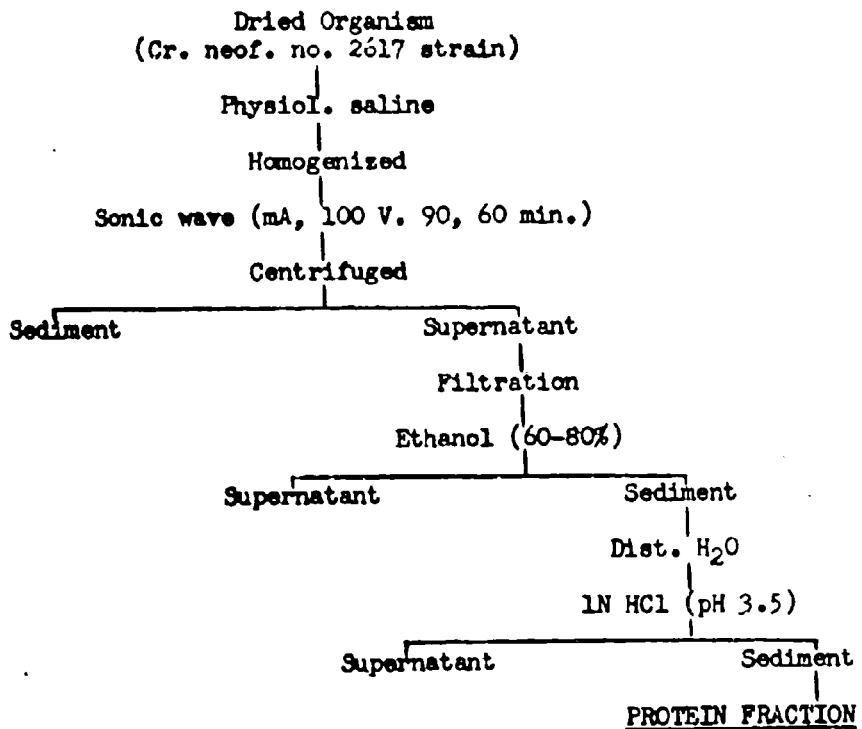 Dried Organism
(Cr. neof. no. 2617 strain)
Physiol. saline
Homogenized
Sonic wave (mA, 100 V. 90, 60 min.)
Centrifuged
Sediment Supernatant
Filtration
Ethanol (60-80%)
Supernatant Sediment
Dist. H₂O
1N HCl (pH 3.5)
Supernatant Sediment
PROTEIN FRACTION